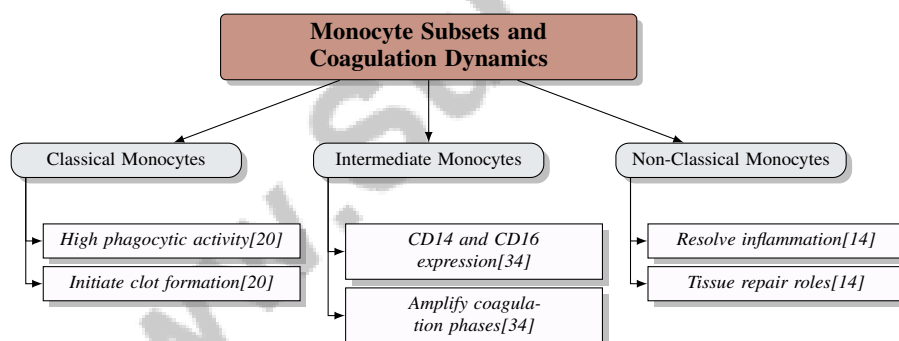 Monocyte Subsets and
Coagulation Dynamics
Classical Monocytes
Intermediate Monocytes
Non-Classical Monocytes
High phagocytic activity[20]
Initiate clot formation[20]
CD14 and CD16
expression[34]
Amplify coagula-
tion phases[34]
Resolve inflammation[14]
Tissue repair roles[14]